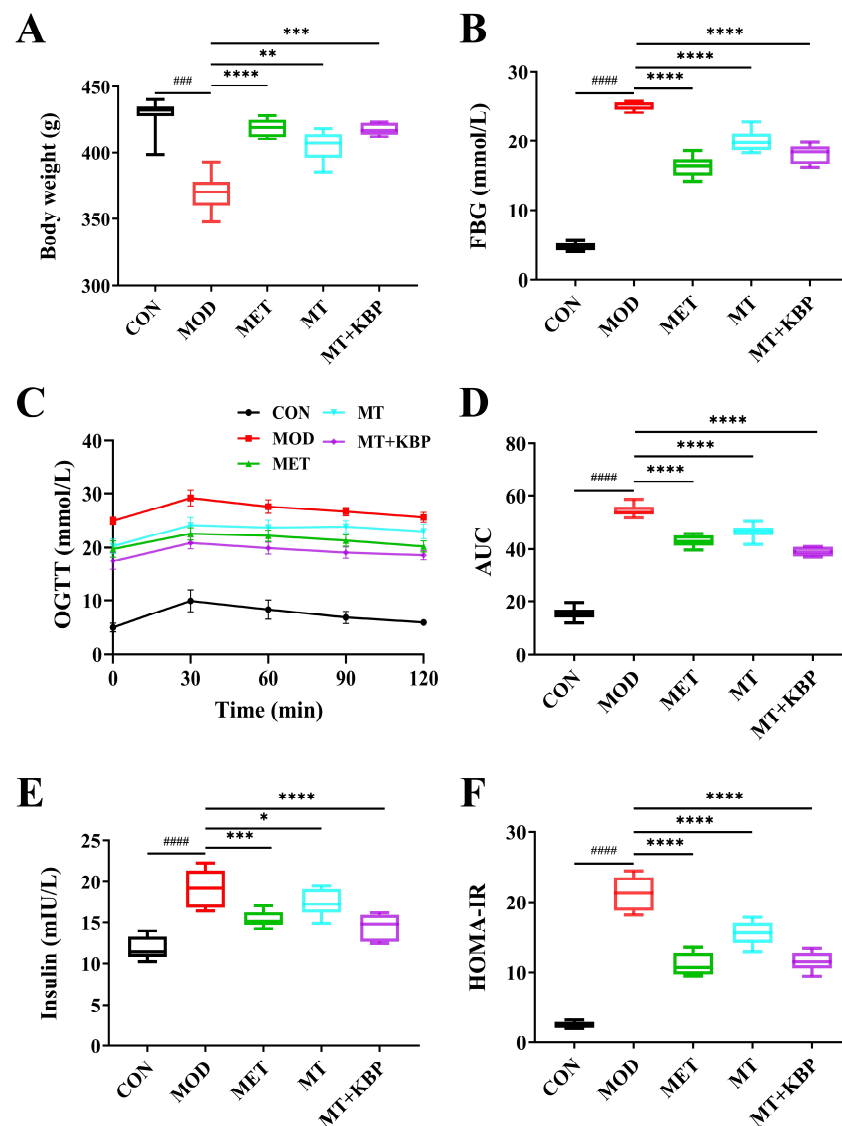 A
***
**
###
****
Body weight (g)
450
400
350
300
CON
MOD
MET
MT
MT+KBP
B
****
****
####
****
FBG (mmol/L)
30
20
10
0
CON
MOD
MET
MT
MT+KBP
C
CON
MT
MOD
MT+KBP
MET
OGTT (mmol/L)
40
30
20
10
0
0
30
60
90
120
Time (min)
D
****
****
####
****
AUC
80
60
40
20
0
CON
MOD
MET
MT
MT+KBP
E
****
*
####
***
Insulin (mIU/L)
25
20
15
10
5
0
CON
MOD
MET
MT
MT+KBP
F
****
****
####
****
HOMA-IR
30
20
10
0
CON
MOD
MET
MT
MT+KBP